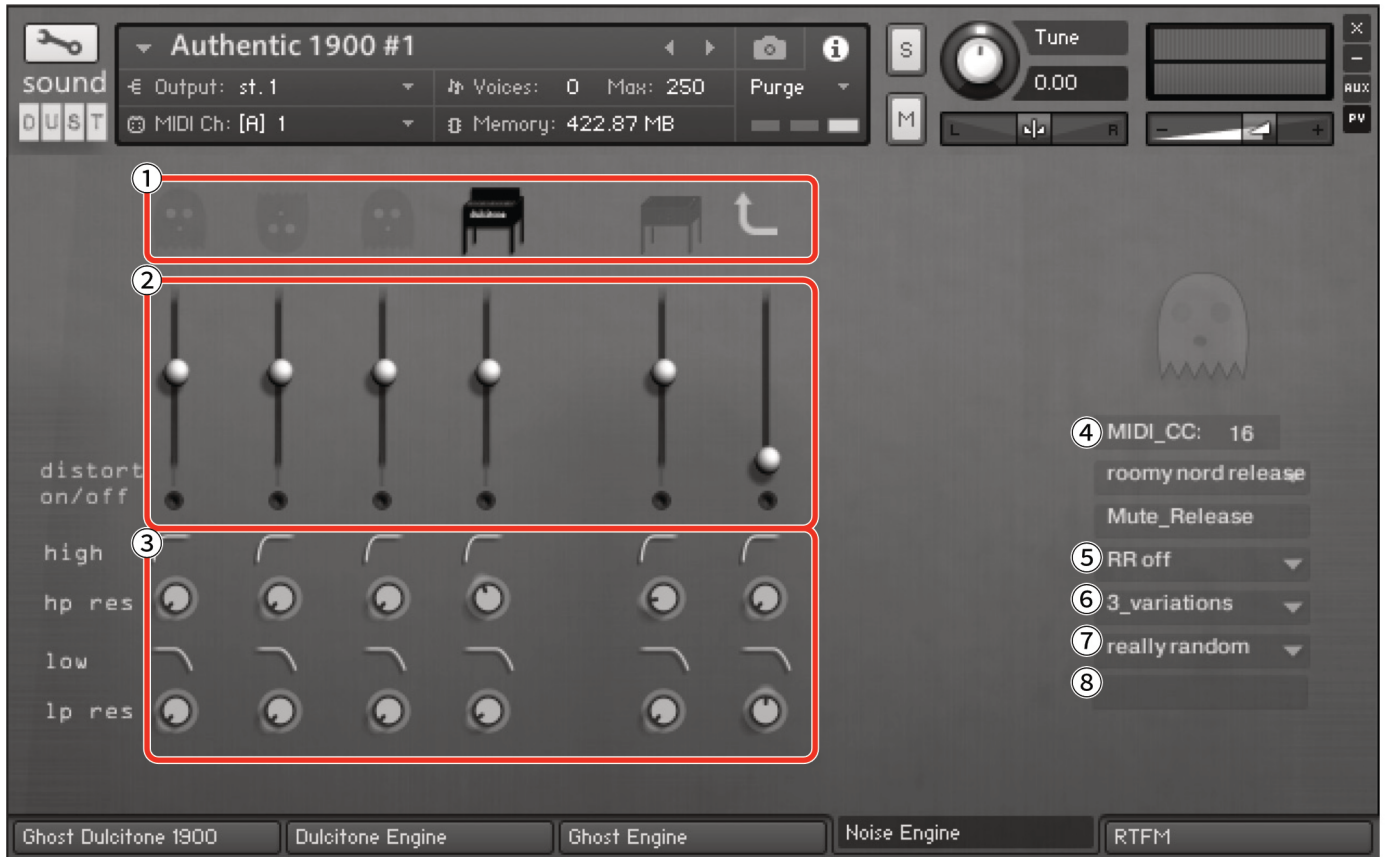 Authentic 1900 #1
S
Tune
×
sound
Output: st.1
Voices: 0 Max: 250
Purge
0.00
AUX
DUST
MIDI Ch: [A] 1
Memory: 422.87 MB
M
L
R
-
+
PV
1
dulcitone
2
distort
on/off
3
high
hp res
low
lp res
4 MIDI_CC: 16
roomy nord release
Mute_Release
5 RR off
6 3_variations
7 really random
8
Ghost Dulcitone 1900
Dulcitone Engine
Ghost Engine
Noise Engine
RTFM